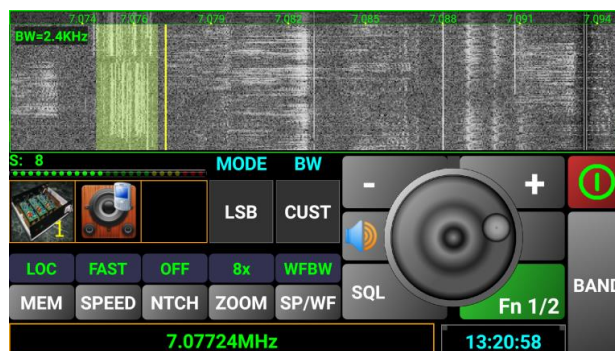 7.074 7.076 7.079 7.082 7.085 7.088 7.091 7.094
BW=2.4KHz
S: 8
MODE BW
- +
1
LSB CUST
LOC FAST OFF 8x WFBW
MEM SPEED NTCH ZOOM SP/WF
SQL Fn 1/2 BAND
7.07724MHz
13:20:58